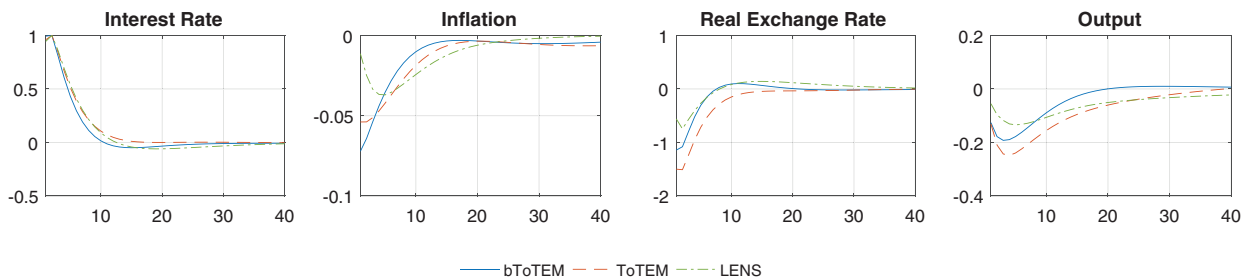 Interest Rate
1
0.5
0
-0.5
10 20 30 40
Inflation
0
-0.05
-0.1
10 20 30 40
Real Exchange Rate
1
0
-1
-2
10 20 30 40
Output
0.2
0
-0.2
-0.4
10 20 30 40
bToTEM ToTEM LENS